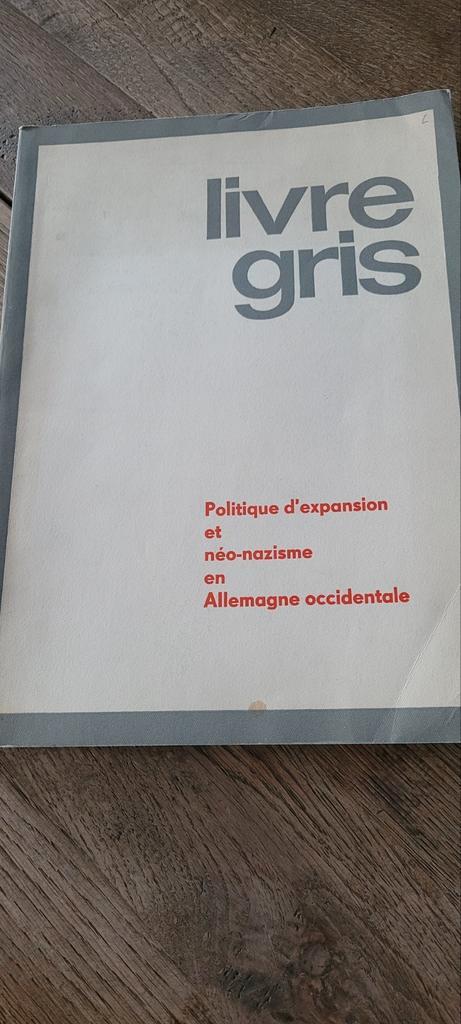 livre
gris
Politique d'expansion
et
néo-nazisme
en
Allemagne occidentale